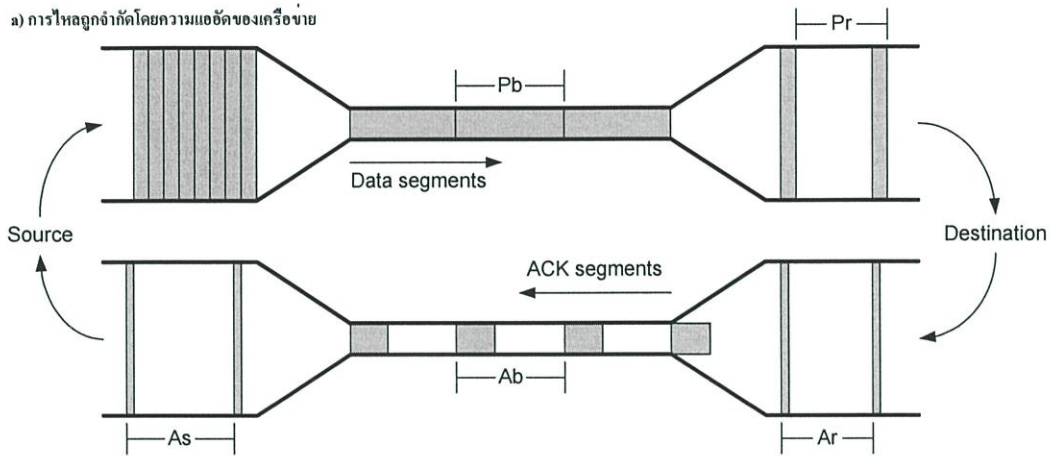 a) การไหลถูกจำกัดโดยความแออัดของเครือข่าย
Pr
Pb
Data segments
Source
Destination
ACK segments
Ab
As
Ar